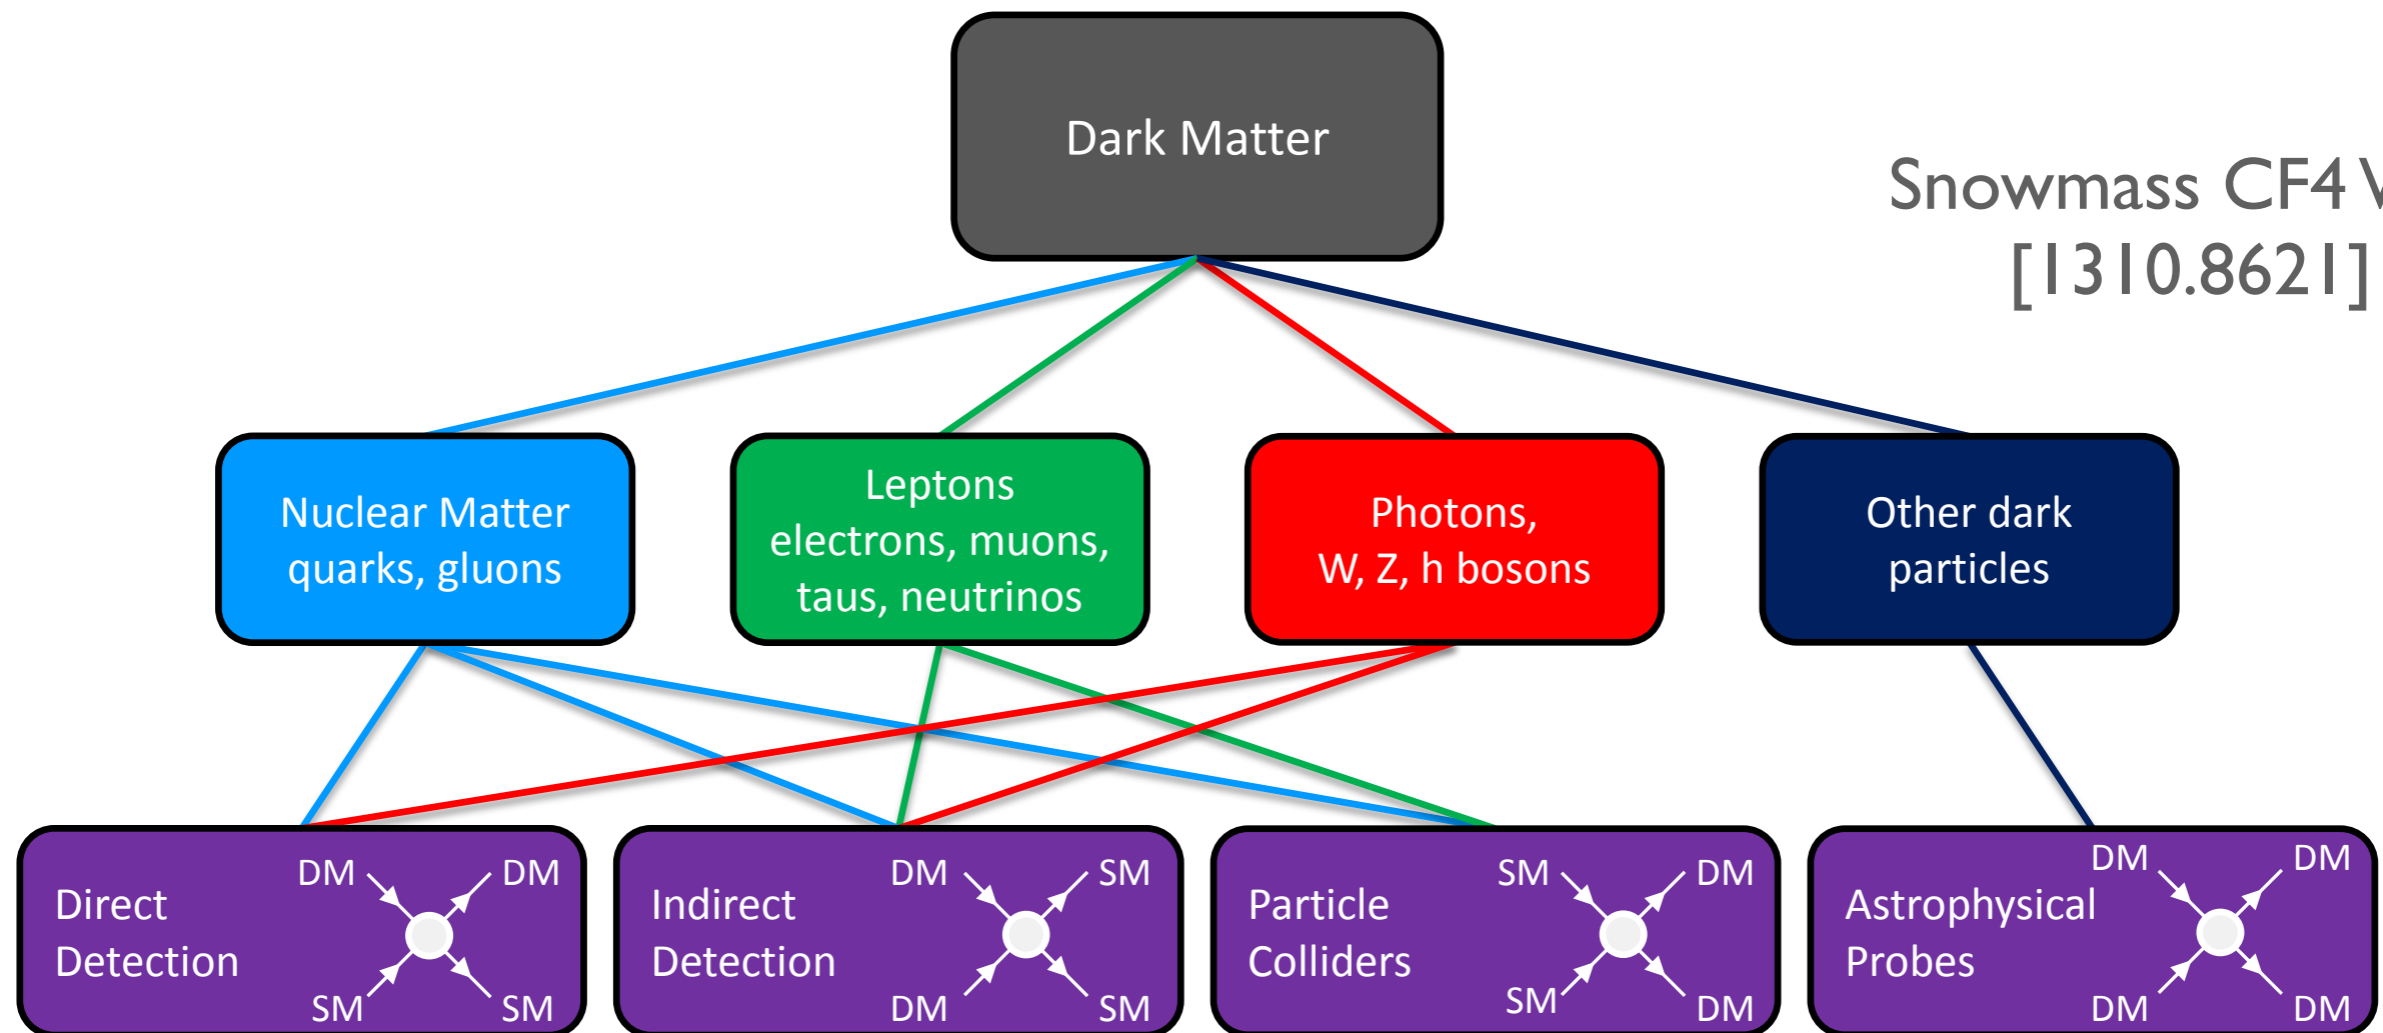 Dark Matter
Snowmass CF4
[1310.8621]
Nuclear Matter
quarks, gluons
Leptons
electrons, muons,
taus, neutrinos
Photons,
W, Z, h bosons
Other dark
particles
Direct
Detection
DM
DM
SM
SM
Indirect
Detection
DM
SM
DM
SM
Particle
Colliders
SM
DM
SM
DM
Astrophysical
Probes
DM
DM
DM
DM